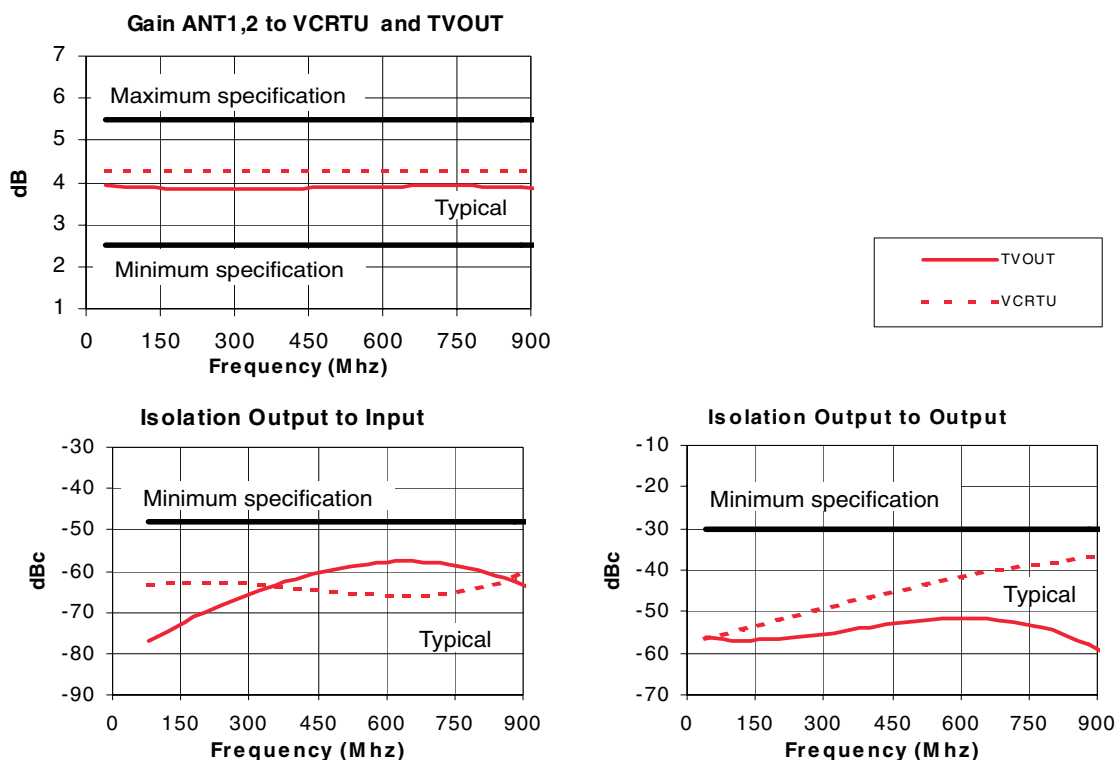 Gain ANT1,2 to VCRTU and TVOUT
7
6
5
4
3
2
1
dB
Maximum specification
Typical
Minimum specification
0 150 300 450 600 750 900
Frequency (Mhz)
TVOUT
VCRTU
Isolation Output to Input
-30
-40
-50
-60
-70
-80
-90
dBc
Minimum specification
Typical
0 150 300 450 600 750 900
Frequency (Mhz)
Isolation Output to Output
-10
-20
-30
-40
-50
-60
-70
dBc
Minimum specification
Typical
0 150 300 450 600 750 900
Frequency (Mhz)